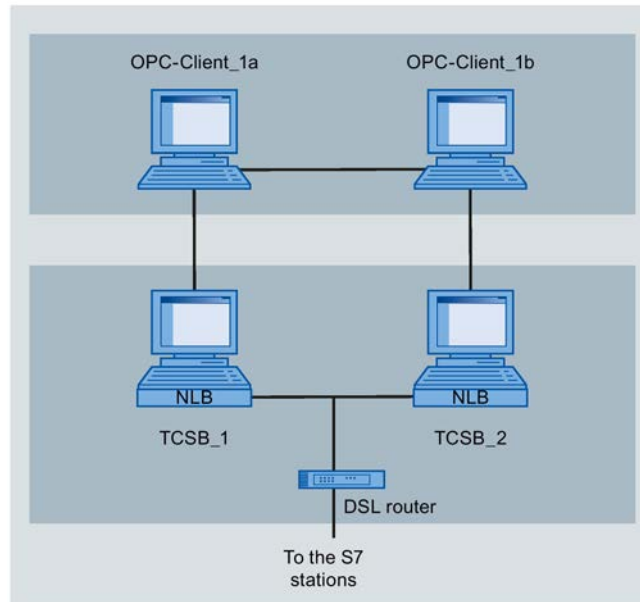 OPC-Client_1a
OPC-Client_1b
NLB
NLB
TCSB_1
TCSB_2
DSL router
To the S7
stations